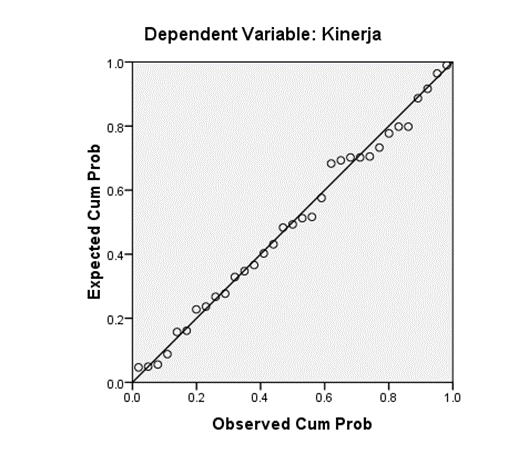 Dependent Variable: Kinerja
1.0
0.8
0.6
0.4
0.2
0.0
Expected Cum Prob
0.0 0.2 0.4 0.6 0.8 1.0
Observed Cum Prob